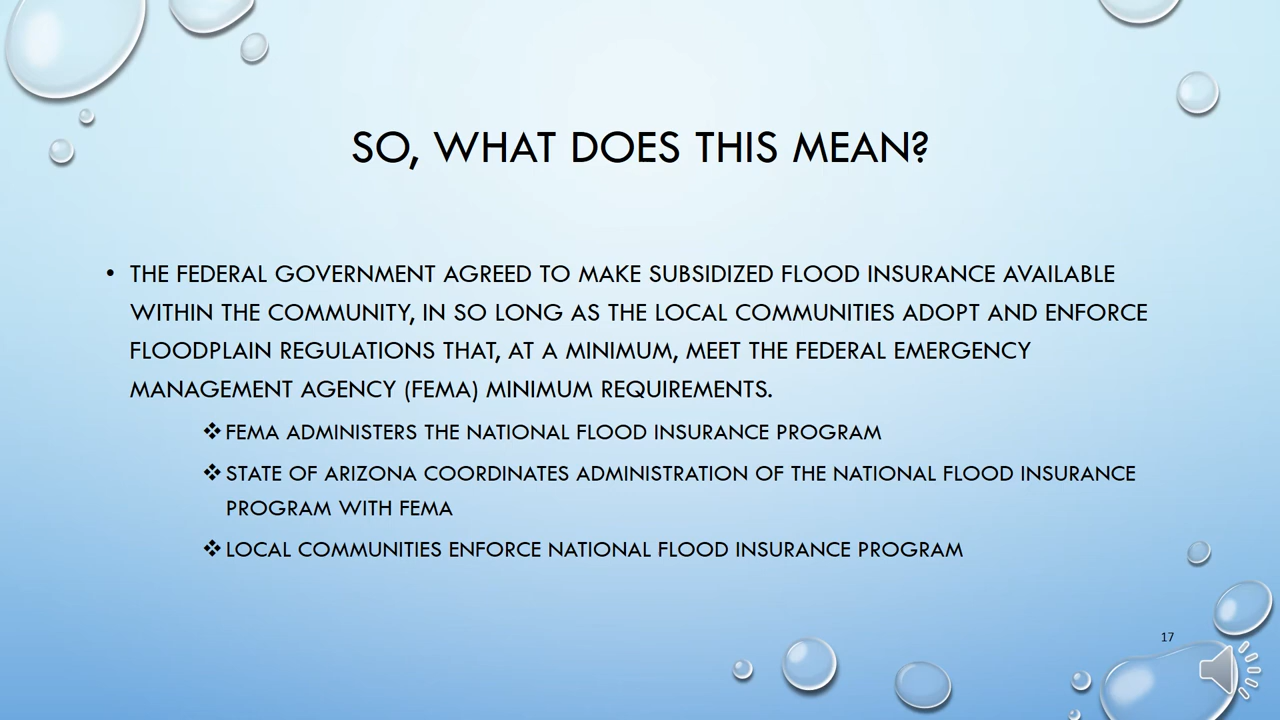 SO, WHAT DOES THIS MEAN?
• THE FEDERAL GOVERNMENT AGREED TO MAKE SUBSIDIZED FLOOD INSURANCE AVAILABLE
WITHIN THE COMMUNITY, IN SO LONG AS THE LOCAL COMMUNITIES ADOPT AND ENFORCE
FLOODPLAIN REGULATIONS THAT, AT A MINIMUM, MEET THE FEDERAL EMERGENCY
MANAGEMENT AGENCY (FEMA) MINIMUM REQUIREMENTS.
❖ FEMA ADMINISTERS THE NATIONAL FLOOD INSURANCE PROGRAM
❖ STATE OF ARIZONA COORDINATES ADMINISTRATION OF THE NATIONAL FLOOD INSURANCE
PROGRAM WITH FEMA
❖ LOCAL COMMUNITIES ENFORCE NATIONAL FLOOD INSURANCE PROGRAM
17